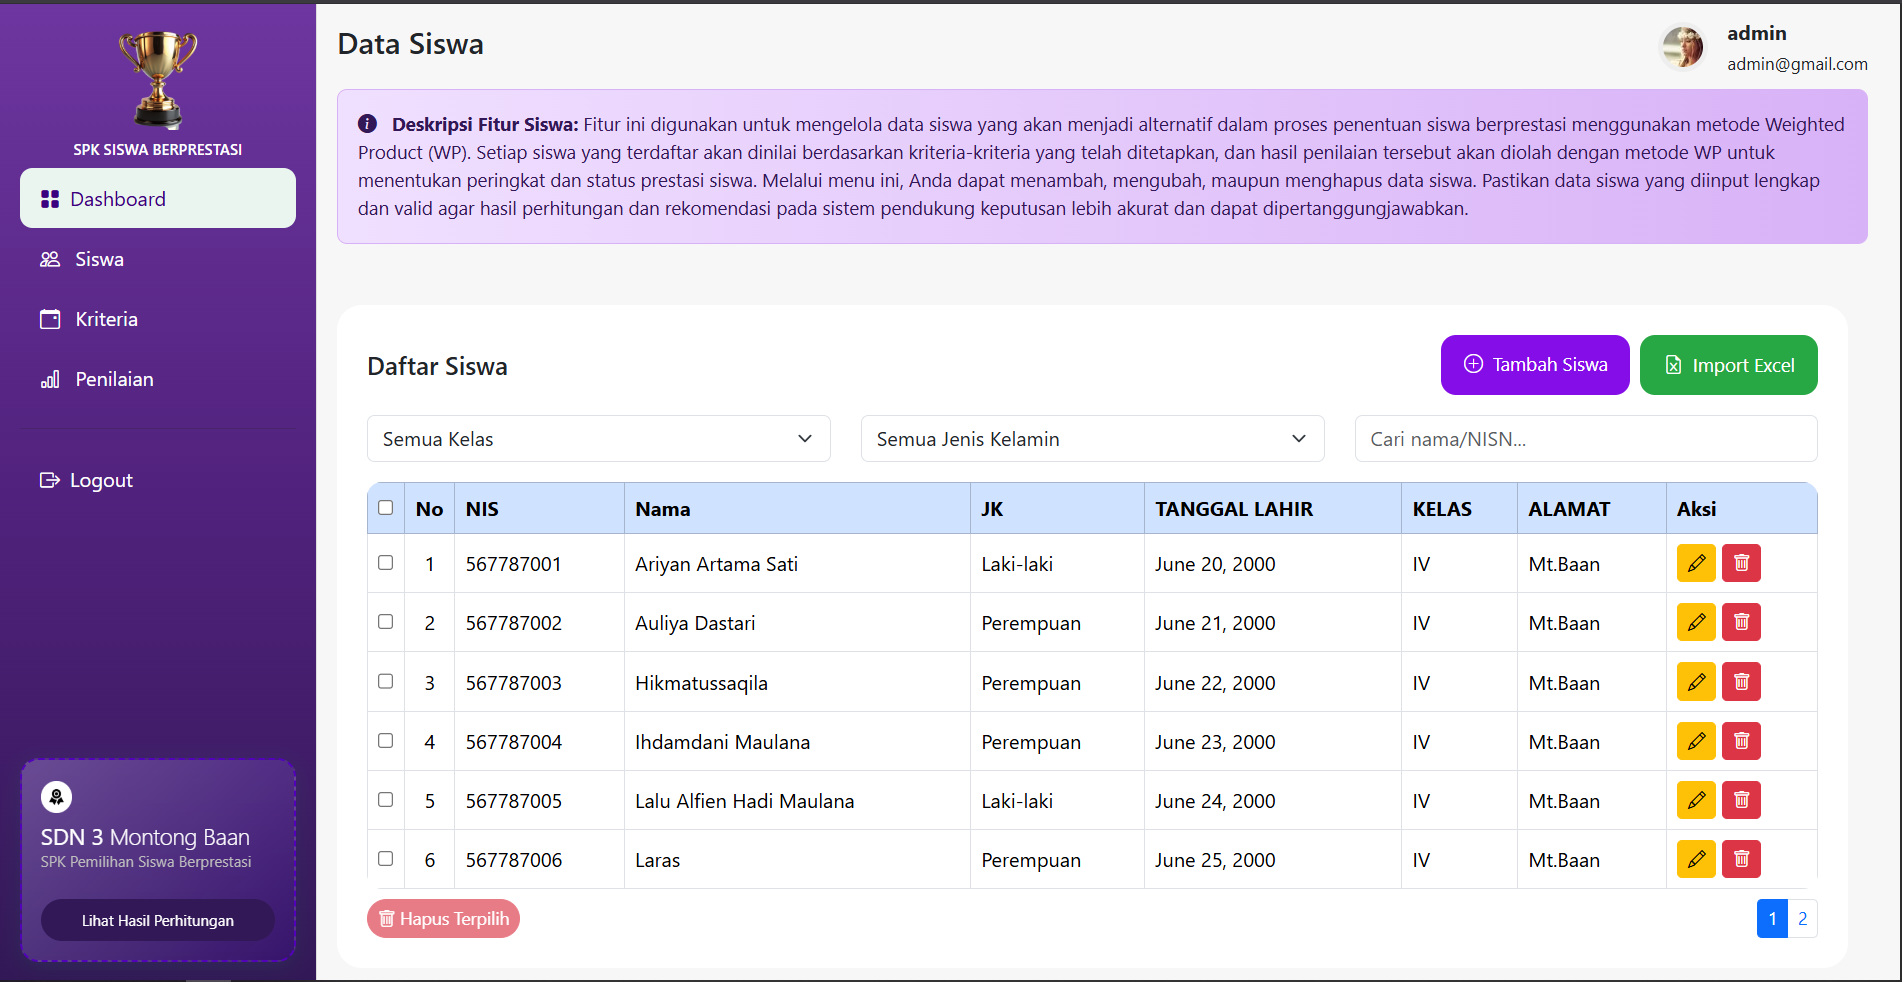 SPK SISWA BERPRESTASI
Dashboard
Siswa
Kriteria
Penilaian
Logout
SDN 3 Montong Baan
SPK Pemilihan Siswa Berprestasi
Lihat Hasil Perhitungan
Data Siswa
admin
admin@gmail.com
Deskripsi Fitur Siswa: Fitur ini digunakan untuk mengelola data siswa yang akan menjadi alternatif dalam proses penentuan siswa berprestasi menggunakan metode Weighted
Product (WP). Setiap siswa yang terdaftar akan dinilai berdasarkan kriteria-kriteria yang telah ditetapkan, dan hasil penilaian tersebut akan diolah dengan metode WP untuk
menentukan peringkat dan status prestasi siswa. Melalui menu ini, Anda dapat menambah, mengubah, maupun menghapus data siswa. Pastikan data siswa yang diinput lengkap
dan valid agar hasil perhitungan dan rekomendasi pada sistem pendukung keputusan lebih akurat dan dapat dipertanggungjawabkan.
Daftar Siswa
Tambah Siswa
Import Excel
Semua Kelas
Semua Jenis Kelamin
Cari nama/NISN...
No NIS Nama JK TANGGAL LAHIR KELAS ALAMAT Aksi
1 567787001 Ariyan Artama Sati Laki-laki June 20, 2000 IV Mt.Baan
2 567787002 Auliya Dastari Perempuan June 21, 2000 IV Mt.Baan
3 567787003 Hikmatussaqila Perempuan June 22, 2000 IV Mt.Baan
4 567787004 Ihdamdani Maulana Perempuan June 23, 2000 IV Mt.Baan
5 567787005 Lalu Alfien Hadi Maulana Laki-laki June 24, 2000 IV Mt.Baan
6 567787006 Laras Perempuan June 25, 2000 IV Mt.Baan
Hapus Terpilih
1 2